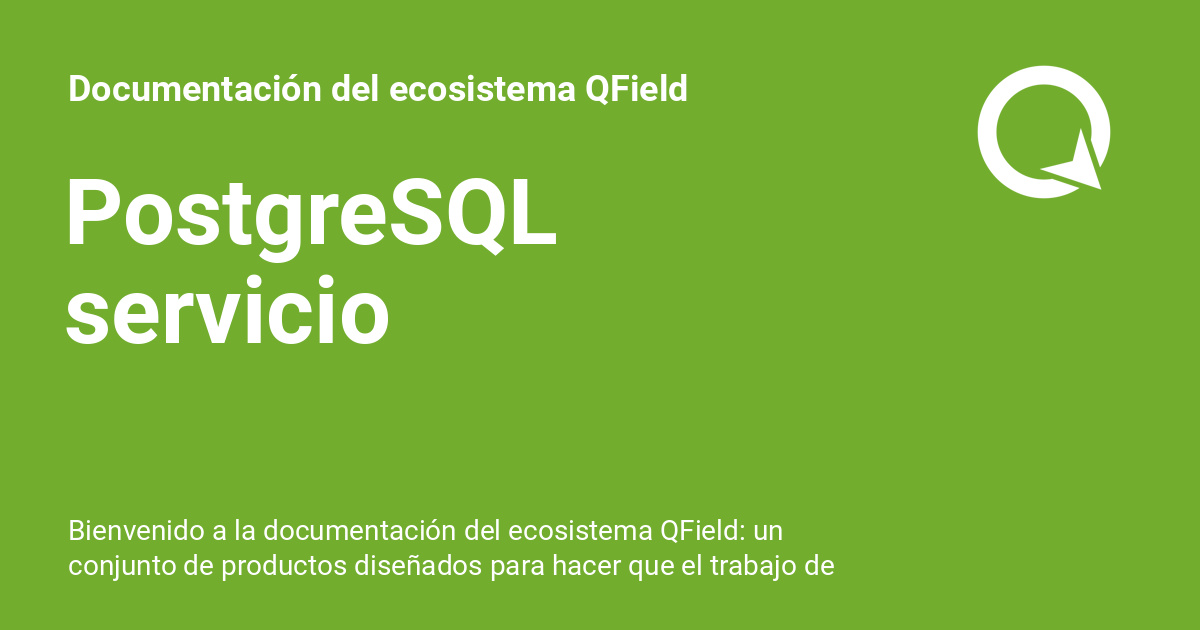 Documentación del ecosistema QField
PostgreSQL
servicio
Bienvenido a la documentación del ecosistema QField: un
conjunto de productos diseñados para hacer que el trabajo de